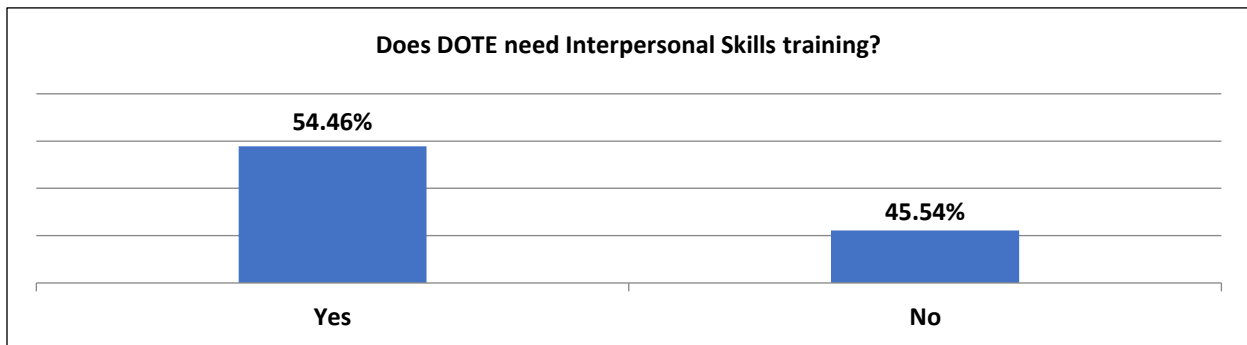 Does DOTE need Interpersonal Skills training?
54.46%
45.54%
Yes
No